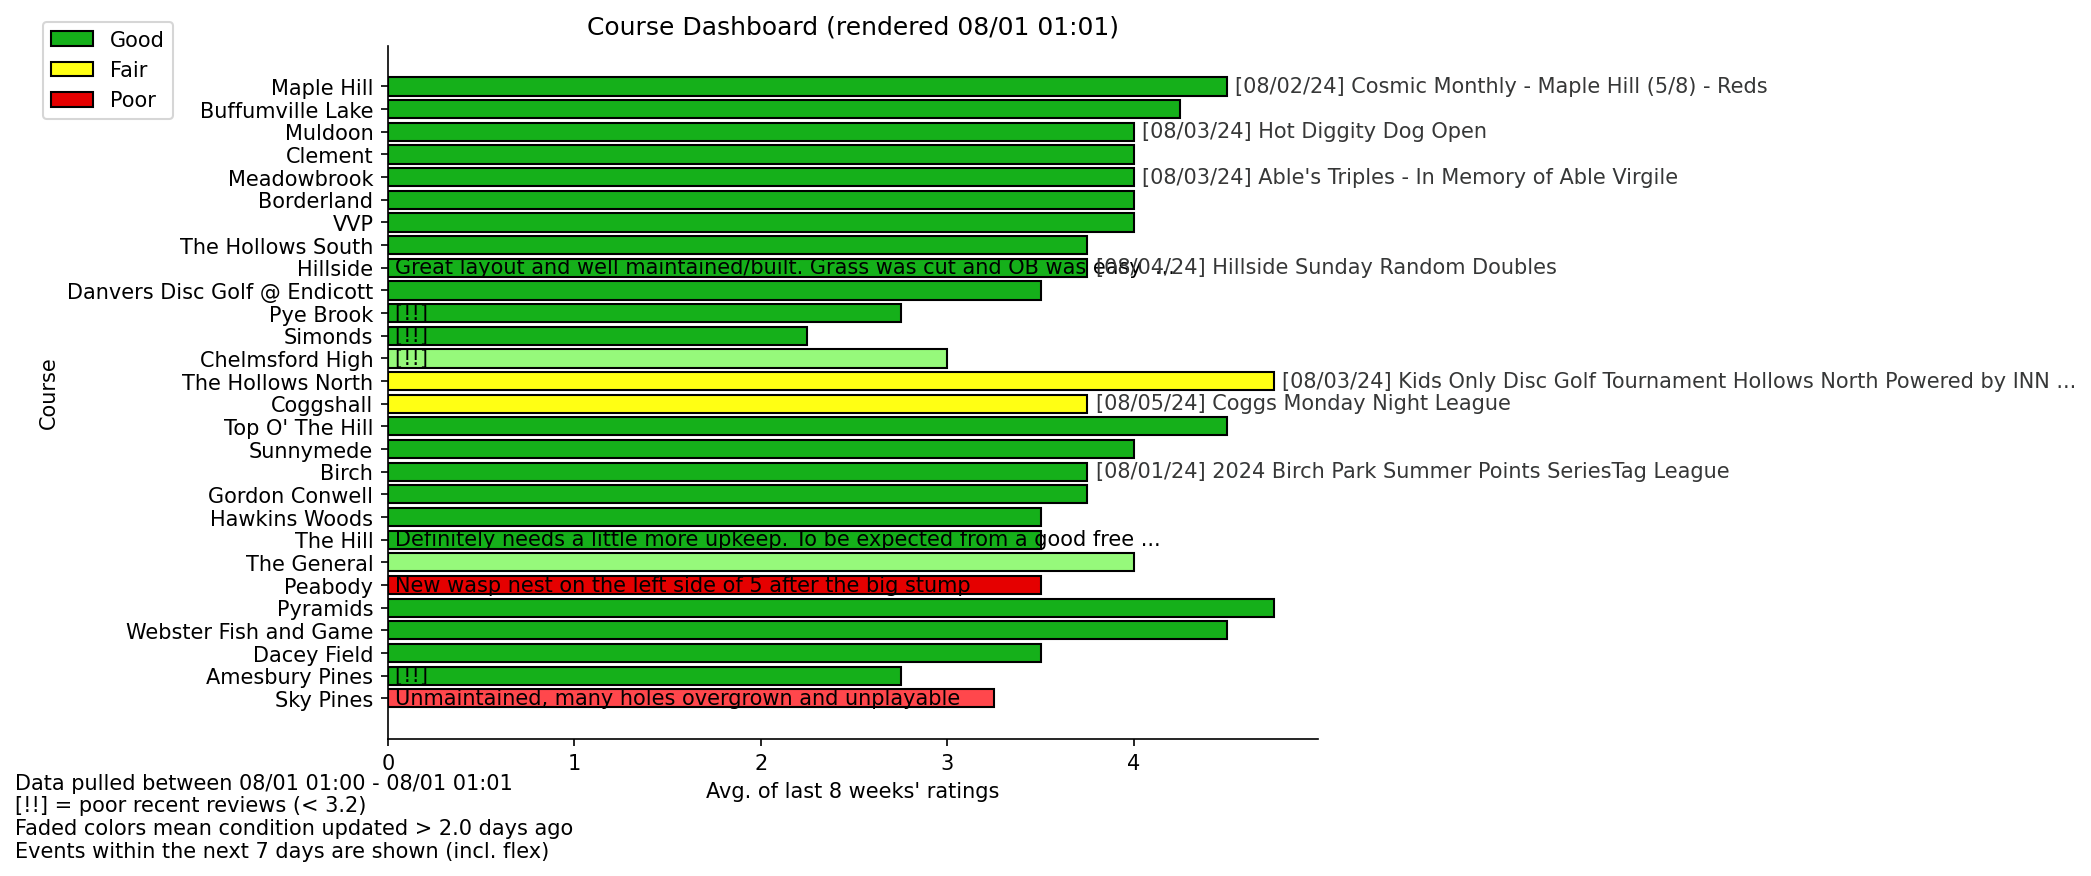 Course Dashboard (rendered 08/01 01:01)
Good
Fair
Poor
Course
Maple Hill [08/02/24] Cosmic Monthly - Maple Hill (5/8) - Reds
Buffumville Lake
Muldoon [08/03/24] Hot Diggity Dog Open
Clement
Meadowbrook [08/03/24] Able's Triples - In Memory of Able Virgile
Borderland
VVP
The Hollows South
Hillside Great layout and well maintained/built. Grass was cut and OB was easy ... [08/04/24] Hillside Sunday Random Doubles
Danvers Disc Golf @ Endicott
Pye Brook [!!]
Simonds [!!]
Chelmsford High [!!]
The Hollows North [08/03/24] Kids Only Disc Golf Tournament Hollows North Powered by INN ...
Coggshall [08/05/24] Coggs Monday Night League
Top O' The Hill
Sunnymede
Birch [08/01/24] 2024 Birch Park Summer Points SeriesTag League
Gordon Conwell
Hawkins Woods
The Hill Definitely needs a little more upkeep. To be expected from a good free ...
The General
Peabody New wasp nest on the left side of 5 after the big stump
Pyramids
Webster Fish and Game
Dacey Field
Amesbury Pines [!!]
Sky Pines Unmaintained, many holes overgrown and unplayable
0 1 2 3 4
Avg. of last 8 weeks' ratings
Data pulled between 08/01 01:00 - 08/01 01:01
[!!] = poor recent reviews (< 3.2)
Faded colors mean condition updated > 2.0 days ago
Events within the next 7 days are shown (incl. flex)